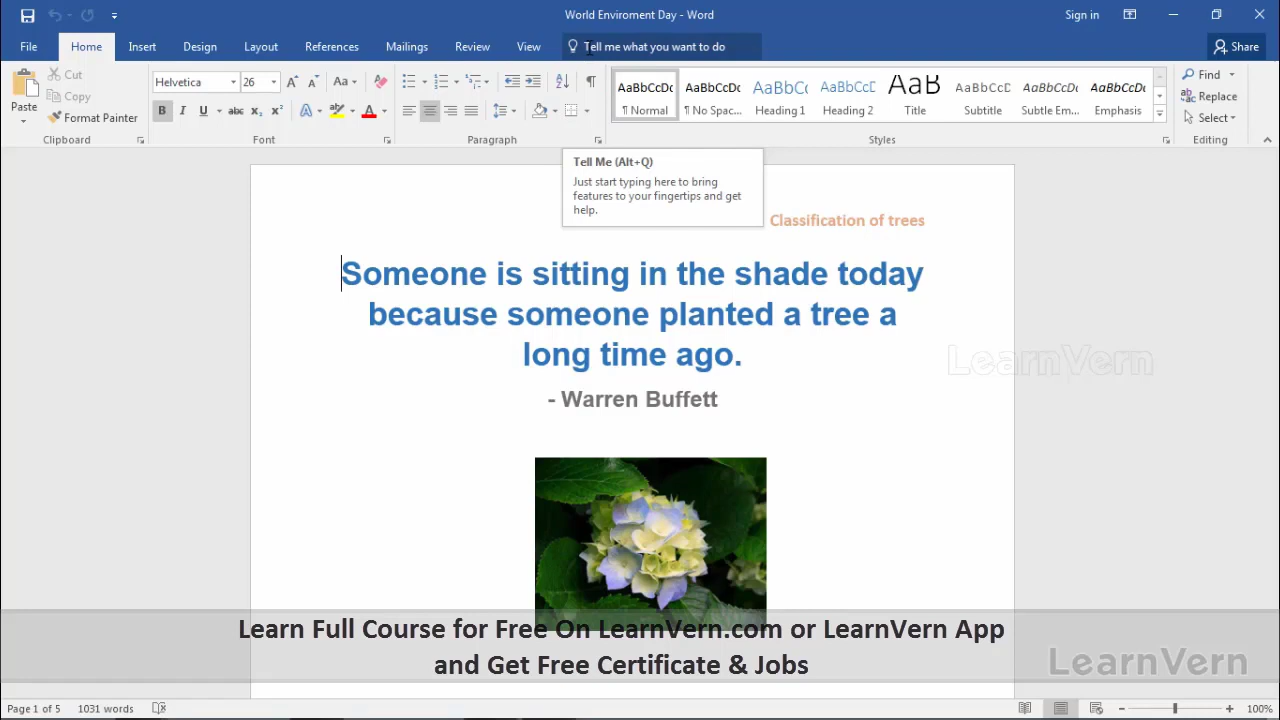 World Enviroment Day - Word
Sign in
File Home Insert Design Layout References Mailings Review View Tell me what you want to do Share
Paste
Cut
Copy
Format Painter
Clipboard
Helvetica 26
Font
Paragraph
AaBbCcDc AaBbCcDc AaBbCc AaBbCcD AaB AaBbCcD AaBbCcDc AaBbCcDc
¶ Normal ¶ No Spac... Heading 1 Heading 2 Title Subtitle Subtle Em... Emphasis
Styles
Find
Replace
Select
Editing
Tell Me (Alt+Q)
Just start typing here to bring
features to your fingertips and get
help.
Classification of trees
Someone is sitting in the shade today
because someone planted a tree a
long time ago.
- Warren Buffett
LearnVern
Learn Full Course for Free On LearnVern.com or LearnVern App
and Get Free Certificate & Jobs
LearnVern
Page 1 of 5 1031 words 100%